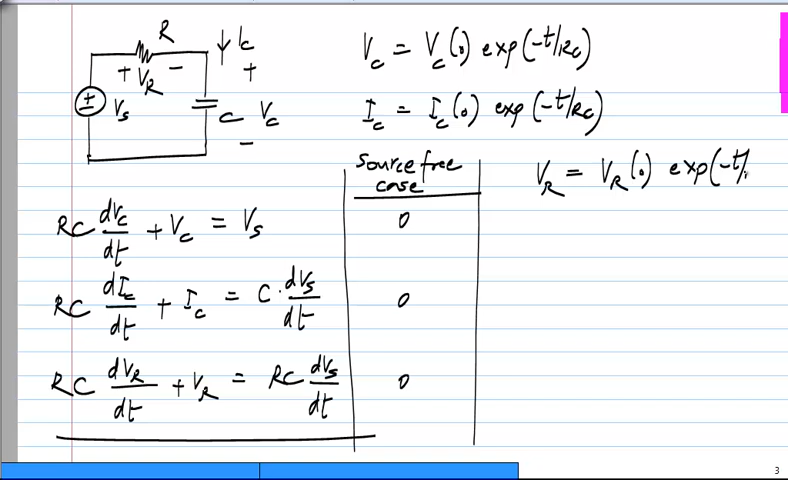 R
I_c
+ V_R −
+
± V_s
C V_c
−
V_c = V_c(0) exp(-t/RC)
I_c = I_c(0) exp(-t/RC)
V_R = V_R(0) exp(-t/
Source free
case
RC dV_c/dt + V_c = V_s 0
RC dI_c/dt + I_c = C · dV_s/dt 0
RC dV_R/dt + V_R = RC dV_s/dt 0
3